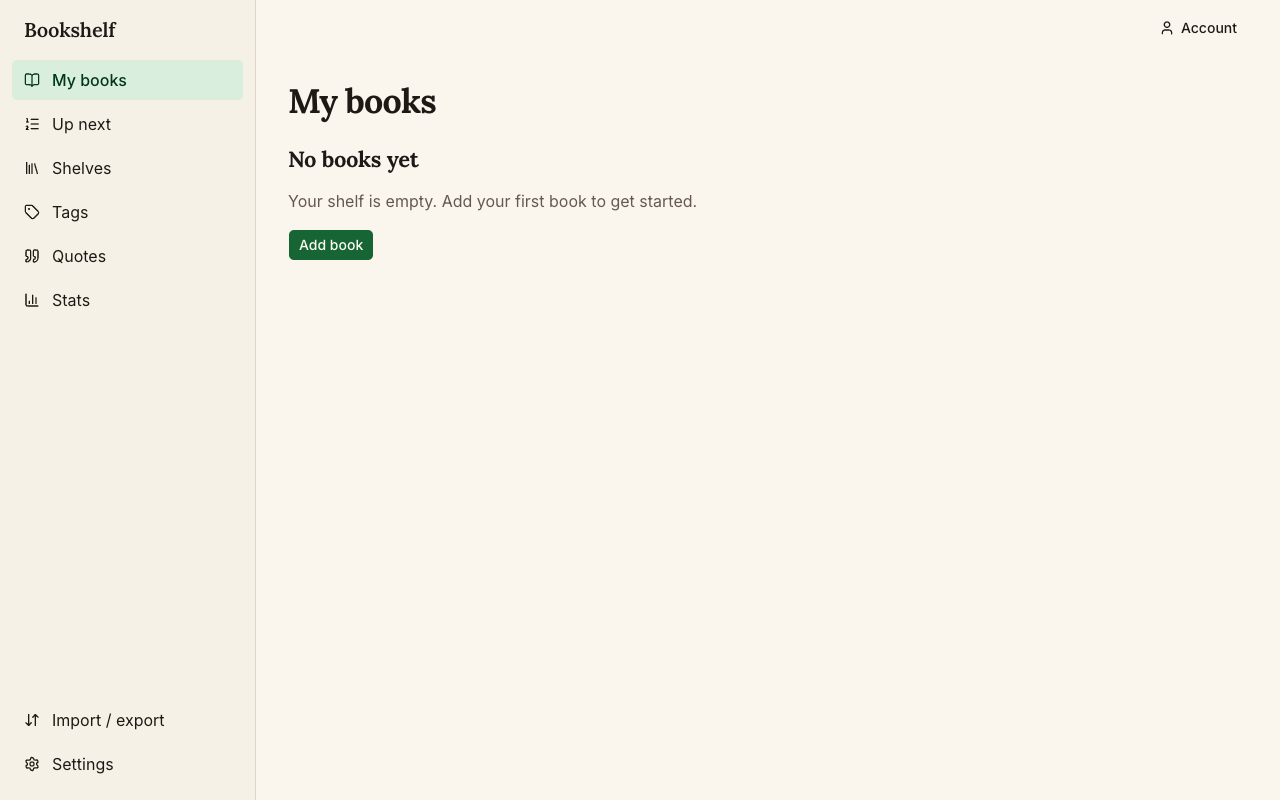 Bookshelf
My books
Up next
Shelves
Tags
Quotes
Stats
Import / export
Settings
Account
My books
No books yet
Your shelf is empty. Add your first book to get started.
Add book